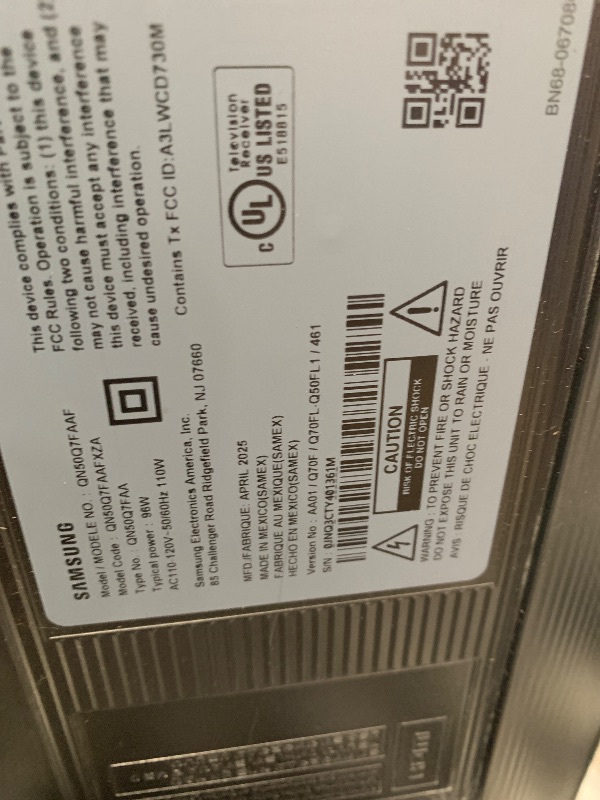 SAMSUNG
Model / MODELE NO. : QN50Q7FAAF
Model Code : QN50Q7FAAFXZA
Type No. : QN50Q7FAA
Typical power : 96W
AC110-120V~50/60Hz 110W
Samsung Electronics America, Inc.
85 Challenger Road Ridgefield Park, NJ 07660
MFD./FABRIQUE: APRIL 2025
MADE IN MEXICO(SAMEX)
FABRIQUE AU MEXIQUE(SAMEX)
HECHO EN MEXICO(SAMEX)
Version No : AA01 / Q70F / Q70FL-Q50FL1 / 461
S/N : 0JNQ3CTY401361M
CAUTION
RISK OF ELECTRIC SHOCK
DO NOT OPEN
WARNING : TO PREVENT FIRE OR SHOCK HAZARD
DO NOT EXPOSE THIS UNIT TO RAIN OR MOISTURE
AVIS : RISQUE DE CHOC ELECTRIQUE - NE PAS OUVRIR
This device complies with
FCC Rules. Operation is subject to the
following two conditions: (1) this device
may not cause harmful interference, and (2
this device must accept any interference
received, including interference that may
cause undesired operation.
Contains Tx FCC ID:A3LWCD730M
Television
Receiver
C UL US LISTED
E518015
BN68-06708